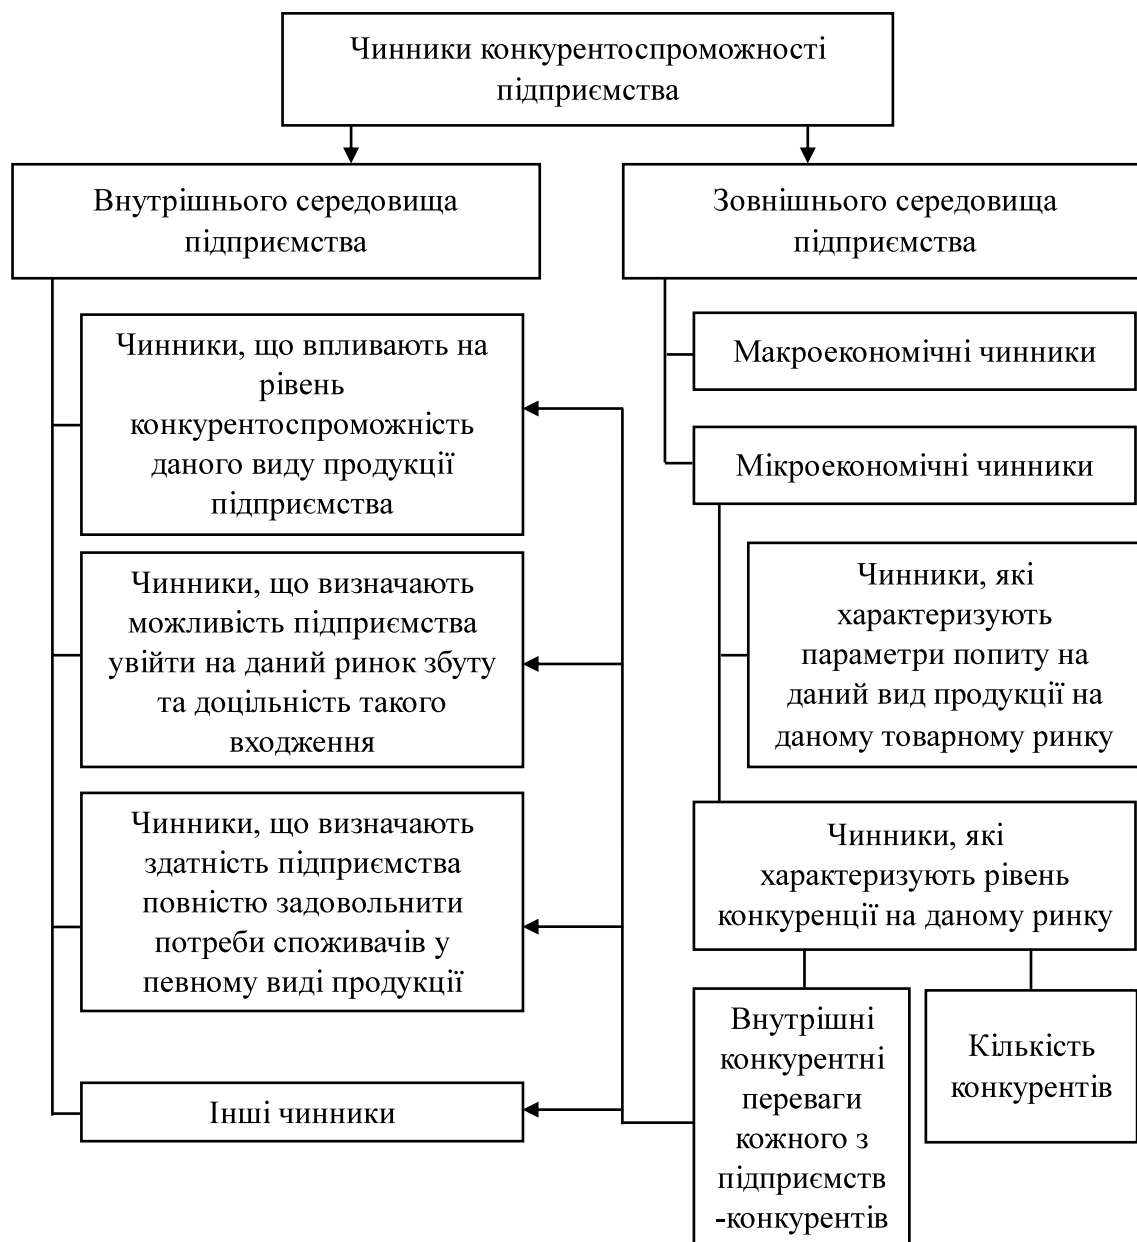 Чинники конкурентоспроможності
підприємства
Внутрішнього середовища
підприємства
Зовнішнього середовища
підприємства
Чинники, що впливають на
рівень
конкурентоспроможність
даного виду продукції
підприємства
Чинники, що визначають
можливість підприємства
увійти на даний ринок збуту
та доцільність такого
входження
Чинники, що визначають
здатність підприємства
повністю задовольнити
потреби споживачів у
певному виді продукції
Інші чинники
Макроекономічні чинники
Мікроекономічні чинники
Чинники, які
характеризують
параметри попиту на
даний вид продукції на
даному товарному ринку
Чинники, які
характеризують рівень
конкуренції на даному ринку
Внутрішні
конкурентні
переваги
кожного з
підприємств
-конкурентів
Кількість
конкурентів